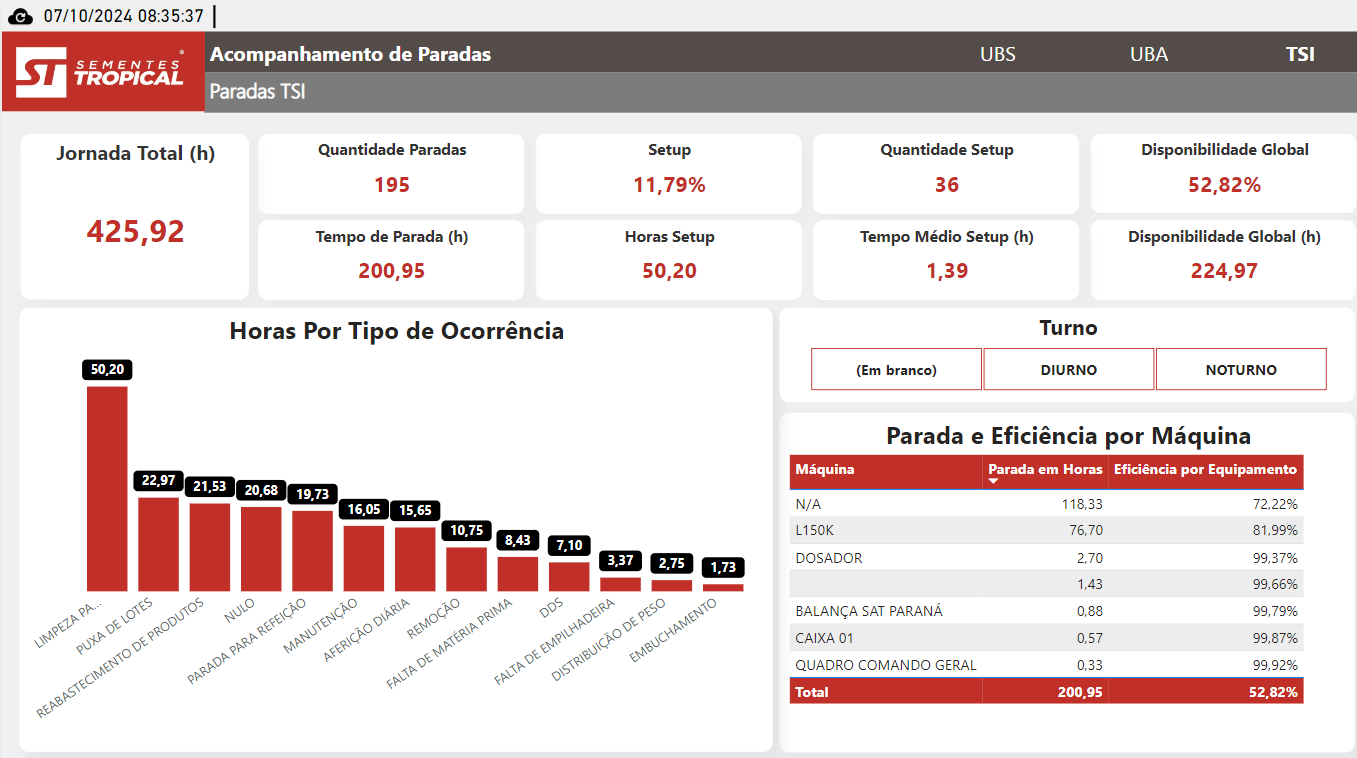 07/10/2024 08:35:37
ST SEMENTES TROPICAL®
Acompanhamento de Paradas
UBS
UBA
TSI
Paradas TSI
Jornada Total (h)
425,92
Quantidade Paradas
195
Setup
11,79%
Quantidade Setup
36
Disponibilidade Global
52,82%
Tempo de Parada (h)
200,95
Horas Setup
50,20
Tempo Médio Setup (h)
1,39
Disponibilidade Global (h)
224,97
Horas Por Tipo de Ocorrência
50,20
22,97
21,53
20,68
19,73
16,05
15,65
10,75
8,43
7,10
3,37
2,75
1,73
LIMPEZA PA...
PUXA DE LOTES
REABASTECIMENTO DE PRODUTOS
NULO
PARADA PARA REFEIÇÃO
MANUTENÇÃO
AFERIÇÃO DIÁRIA
REMOÇÃO
FALTA DE MATÉRIA PRIMA
DDS
FALTA DE EMPILHADEIRA
DISTRIBUIÇÃO DE PESO
EMBUCHAMENTO
Turno
(Em branco)
DIURNO
NOTURNO
Parada e Eficiência por Máquina
Máquina Parada em Horas Eficiência por Equipamento
N/A 118,33 72,22%
L150K 76,70 81,99%
DOSADOR 2,70 99,37%
1,43 99,66%
BALANÇA SAT PARANÁ 0,88 99,79%
CAIXA 01 0,57 99,87%
QUADRO COMANDO GERAL 0,33 99,92%
Total 200,95 52,82%